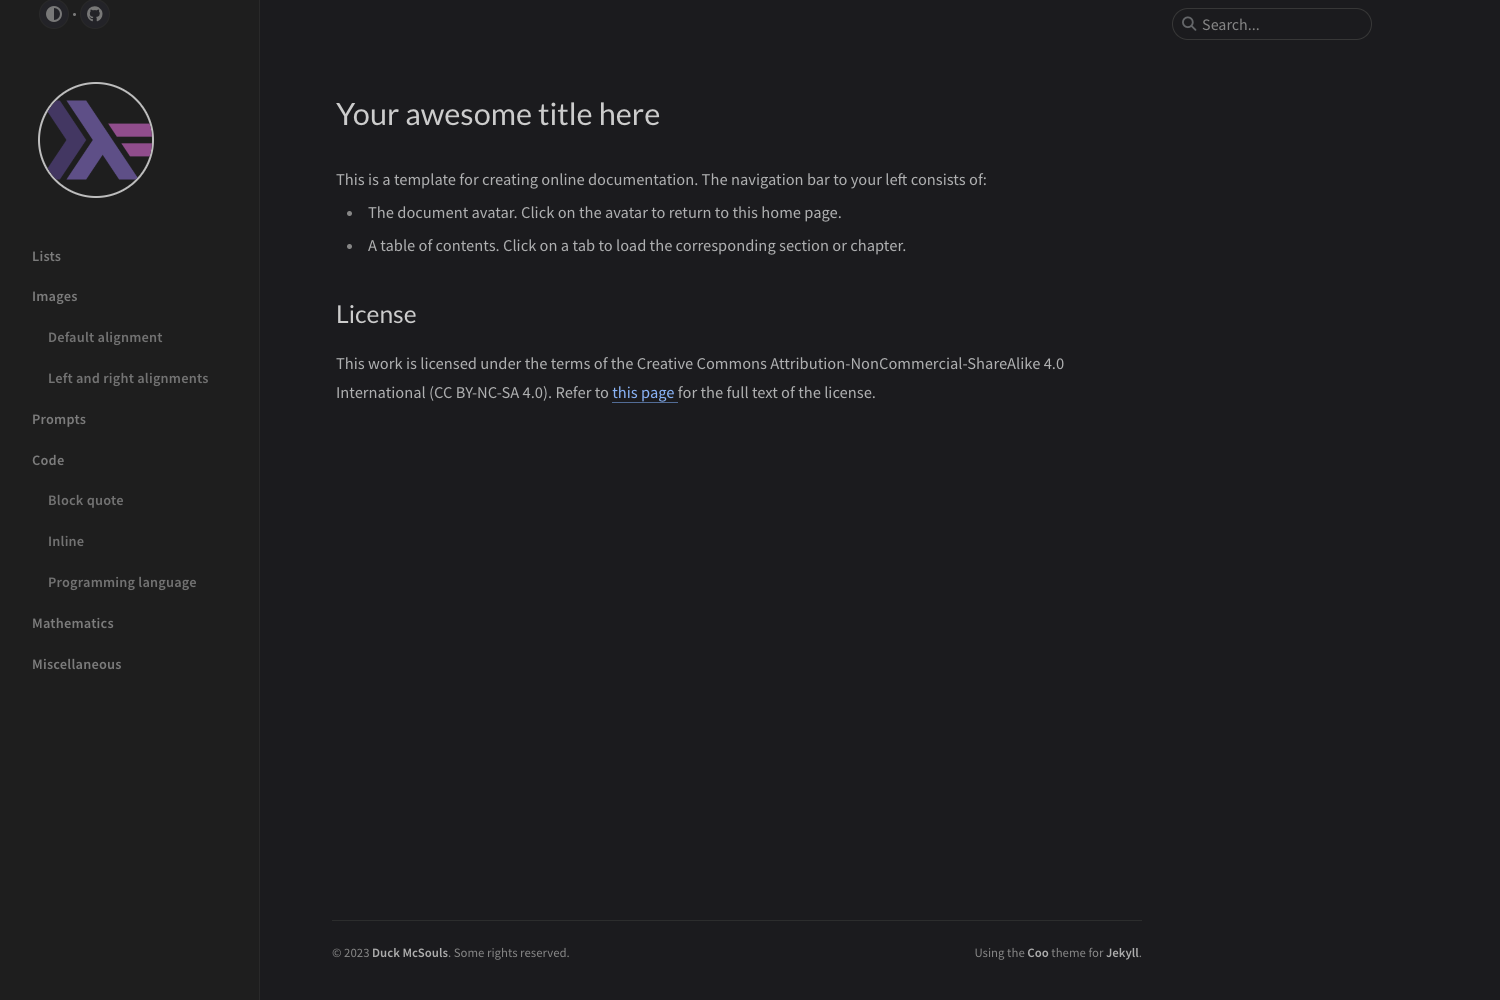 Search...
Lists
Images
Default alignment
Left and right alignments
Prompts
Code
Block quote
Inline
Programming language
Mathematics
Miscellaneous
Your awesome title here
This is a template for creating online documentation. The navigation bar to your left consists of:
• The document avatar. Click on the avatar to return to this home page.
• A table of contents. Click on a tab to load the corresponding section or chapter.
License
This work is licensed under the terms of the Creative Commons Attribution-NonCommercial-ShareAlike 4.0
International (CC BY-NC-SA 4.0). Refer to this page for the full text of the license.
© 2023 Duck McSouls. Some rights reserved.
Using the Coo theme for Jekyll.